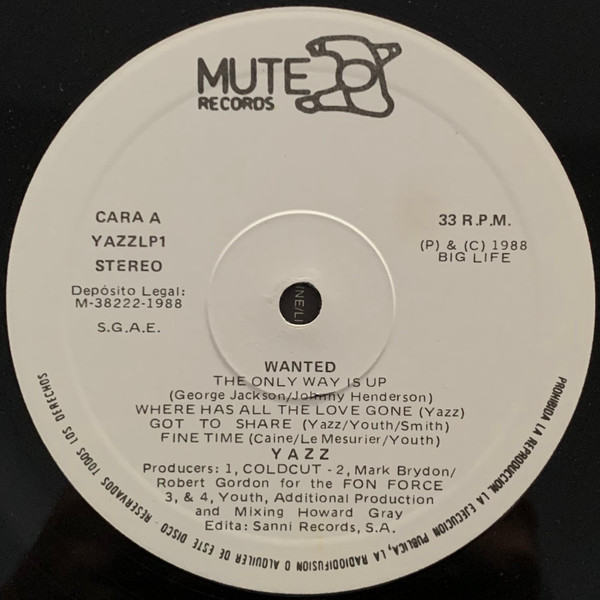 MUTE
RECORDS
CARA A
YAZZLP1
STEREO
Depósito Legal:
M-38222-1988
S.G.A.E.
33 R.P.M.
(P) & (C) 1988
BIG LIFE
INE/LI
WANTED
THE ONLY WAY IS UP
(George Jackson/Johnny Henderson)
WHERE HAS ALL THE LOVE GONE (Yazz)
GOT TO SHARE (Yazz/Youth/Smith)
FINE TIME (Caine/Le Mesurier/Youth)
YAZZ
Producers: 1, COLDCUT - 2, Mark Brydon/
Robert Gordon for the FON FORCE
3, & 4, Youth, Additional Production
and Mixing Howard Gray
Edita: Sanni Records, S.A.
PROHIBIDA LA REPRODUCCION, LA EJECUCION PUBLICA, LA RADIODIFUSION O ALQUILER DE ESTE DISCO · RESERVADOS TODOS LOS DERECHOS